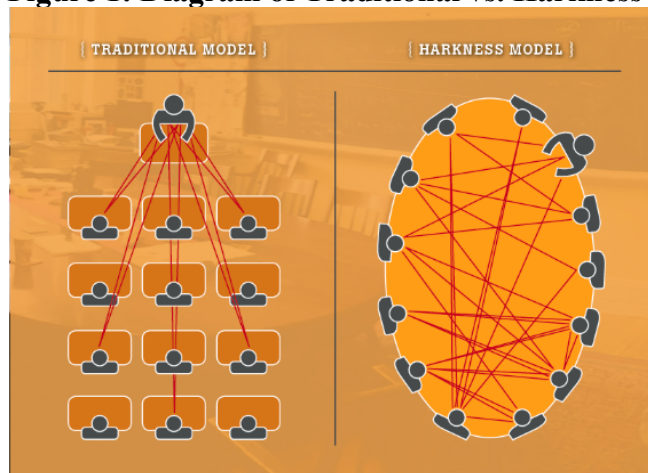 Figure 1. Diagram of Traditional vs. Harkness
{ TRADITIONAL MODEL }
{ HARKNESS MODEL }